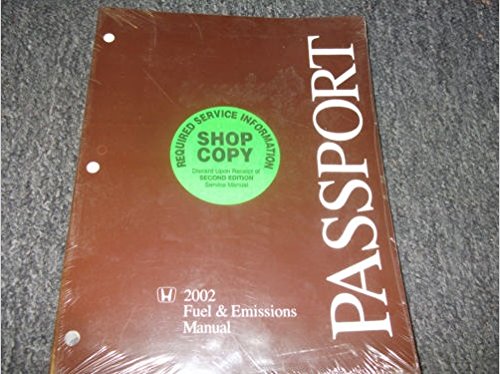 REQUIRED SERVICE INFORMATION
SHOP
COPY
Discard Upon Receipt of
SECOND EDITION
Service Manual
PASSPORT
2002
Fuel & Emissions
Manual